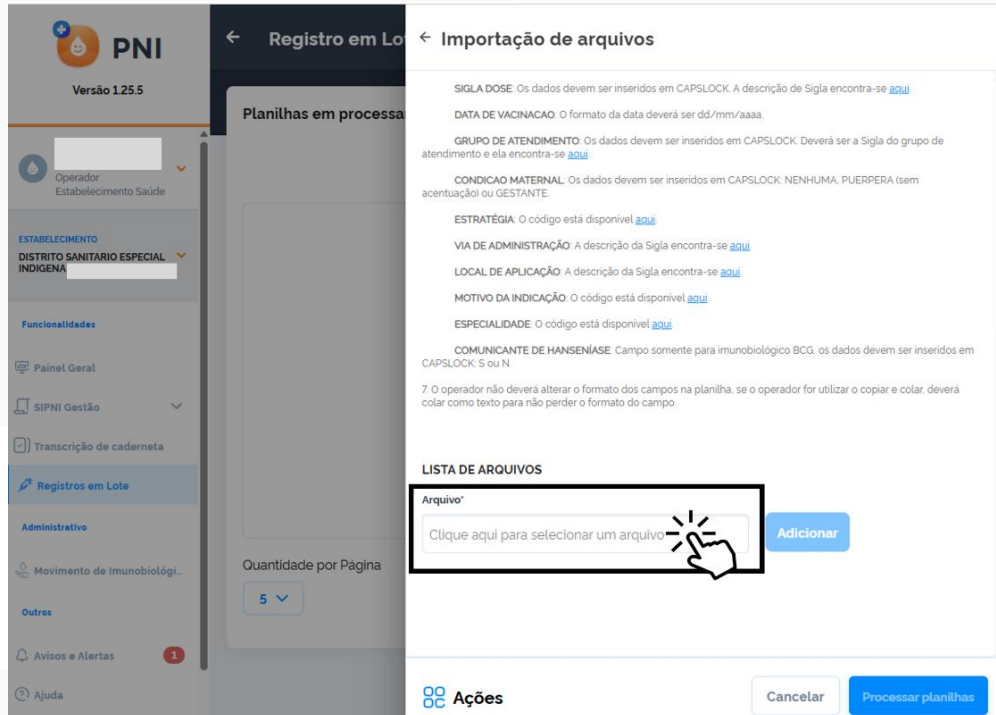 PNI
Versão 1.25.5
Operador
Estabelecimento Saúde
ESTABELECIMENTO
DISTRITO SANITARIO ESPECIAL
INDIGENA
Funcionalidades
Painel Geral
SIPNI Gestão
Transcrição de caderneta
Registros em Lote
Administrativo
Movimento de Imunobiológi...
Outros
Avisos e Alertas 1
Ajuda
Registro em Lot
Planilhas em processa
Quantidade por Página
5
Importação de arquivos
SIGLA DOSE: Os dados devem ser inseridos em CAPSLOCK. A descrição de Sigla encontra-se aqui.
DATA DE VACINACAO: O formato da data deverá ser dd/mm/aaaa.
GRUPO DE ATENDIMENTO: Os dados devem ser inseridos em CAPSLOCK. Deverá ser a Sigla do grupo de
atendimento e ela encontra-se aqui.
CONDICAO MATERNAL: Os dados devem ser inseridos em CAPSLOCK: NENHUMA, PUERPERA (sem
acentuação) ou GESTANTE.
ESTRATÉGIA: O código está disponível aqui.
VIA DE ADMINISTRAÇÃO: A descrição da Sigla encontra-se aqui.
LOCAL DE APLICAÇÃO: A descrição da Sigla encontra-se aqui.
MOTIVO DA INDICAÇÃO: O código está disponível aqui.
ESPECIALIDADE: O código está disponível aqui.
COMUNICANTE DE HANSENÍASE: Campo somente para imunobiológico BCG, os dados devem ser inseridos em
CAPSLOCK: S ou N.
7. O operador não deverá alterar o formato dos campos na planilha, se o operador for utilizar o copiar e colar, deverá
colar como texto para não perder o formato do campo.
LISTA DE ARQUIVOS
Arquivo*
Clique aqui para selecionar um arquivo
Adicionar
Ações
Cancelar
Processar planilhas